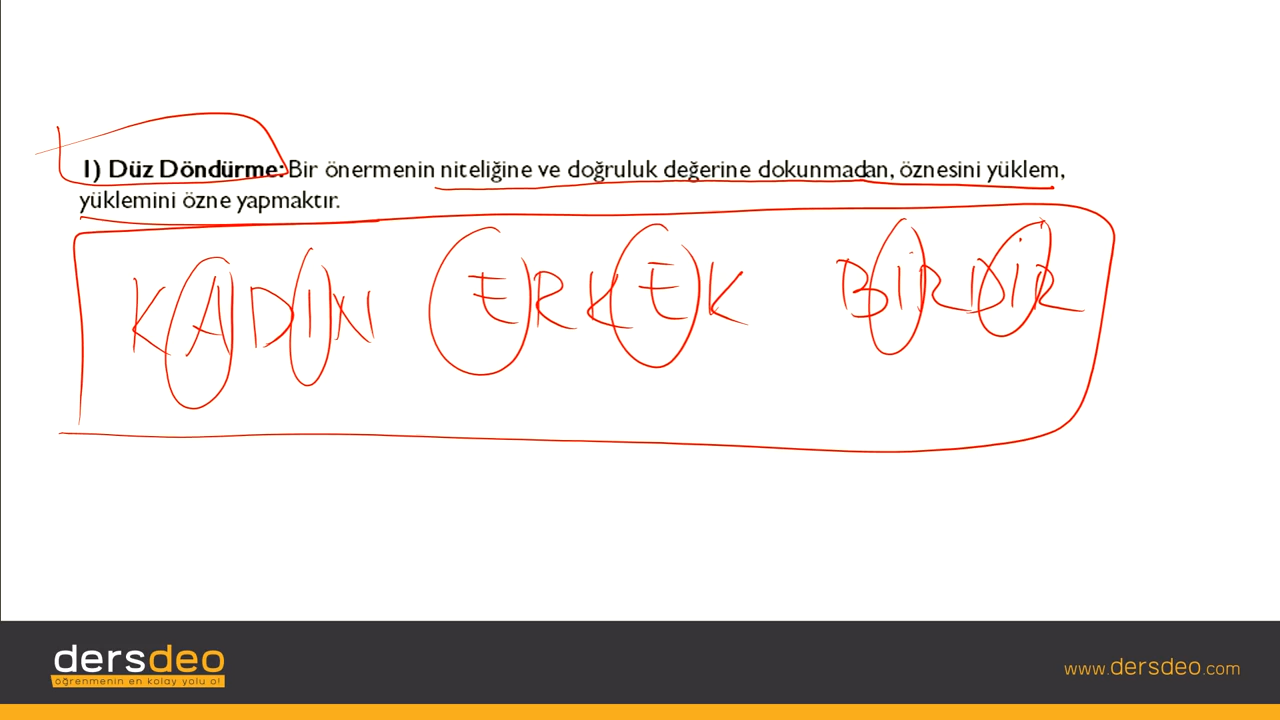 1) Düz Döndürme: Bir önermenin niteliğine ve doğruluk değerine dokunmadan, öznesini yüklem,
yüklemini özne yapmaktır.
KADIN ERKEK BİRDİR
dersdeo
öğrenmenin en kolay yolu o!
www.dersdeo.com